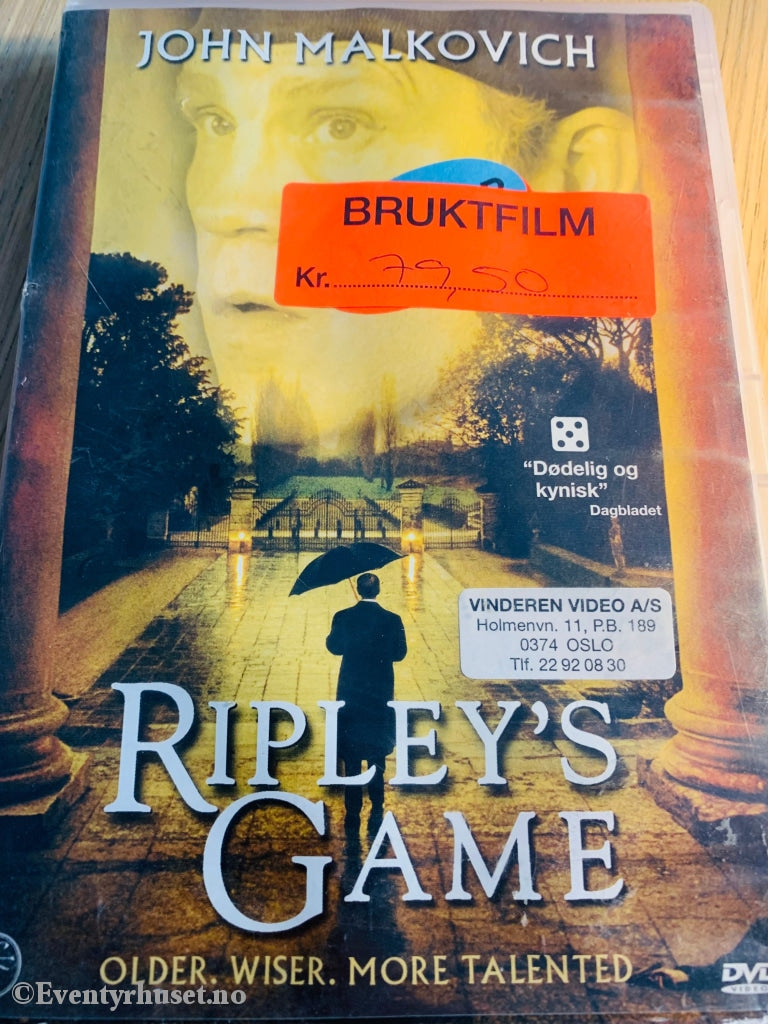 JOHN MALKOVICH
BRUKTFILM
Kr. 79,50
“Dødelig og
kynisk”
Dagbladet
VINDEREN VIDEO A/S
Holmenvn. 11, P.B. 189
0374 OSLO
Tlf. 22 92 08 30
RIPLEY'S
GAME
OLDER. WISER. MORE TALENTED
DVD
VIDEO
©Eventyrhuset.no